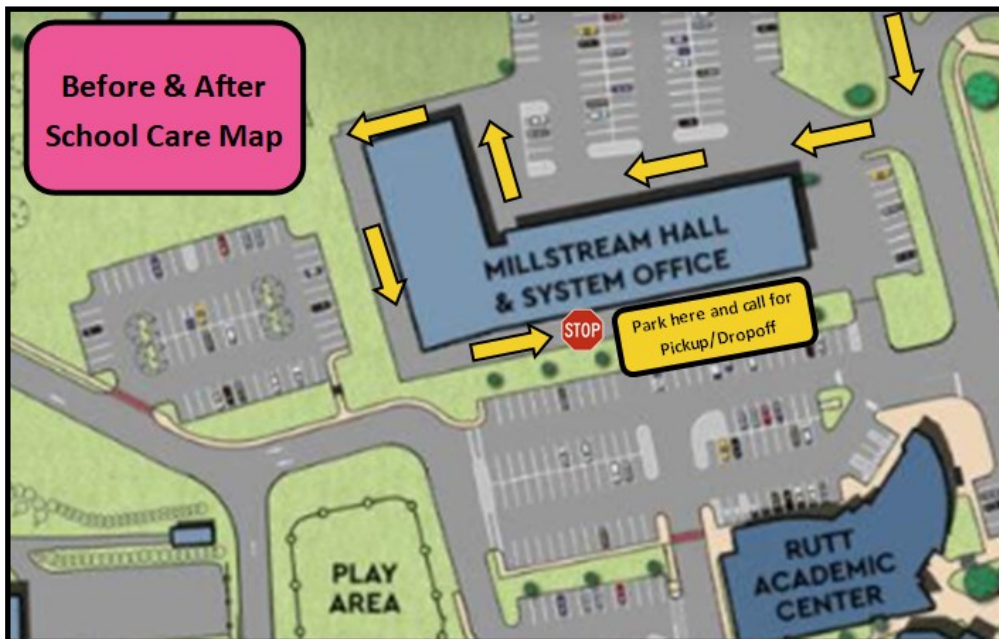 Before & After
School Care Map
MILLSTREAM HALL
& SYSTEM OFFICE
STOP
Park here and call for
Pickup/Dropoff
PLAY
AREA
RUTT
ACADEMIC
CENTER